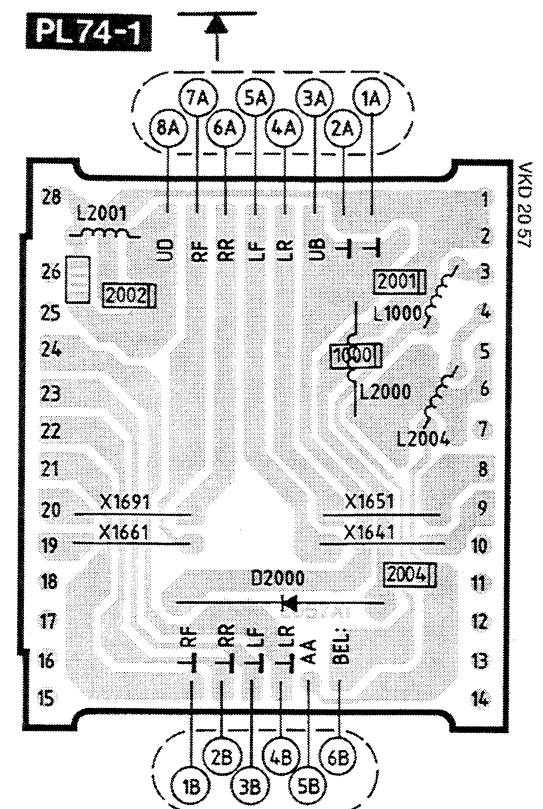 PL74-1
7A 5A 3A 1A
8A 6A 4A 2A
VKD 20 57
28 1
L2001 2
UD RF RR LF LR UB
26 2001 3
2002
25 L1000 4
24 1000 5
23 L2000 6
22 L2004 7
21 8
X1691 X1651
20 9
X1661 X1641
19 10
18 D2000 2004 11
17 12
RF RR LF LR AA BEL:
16 13
15 14
2B 4B 6B
1B 3B 5B